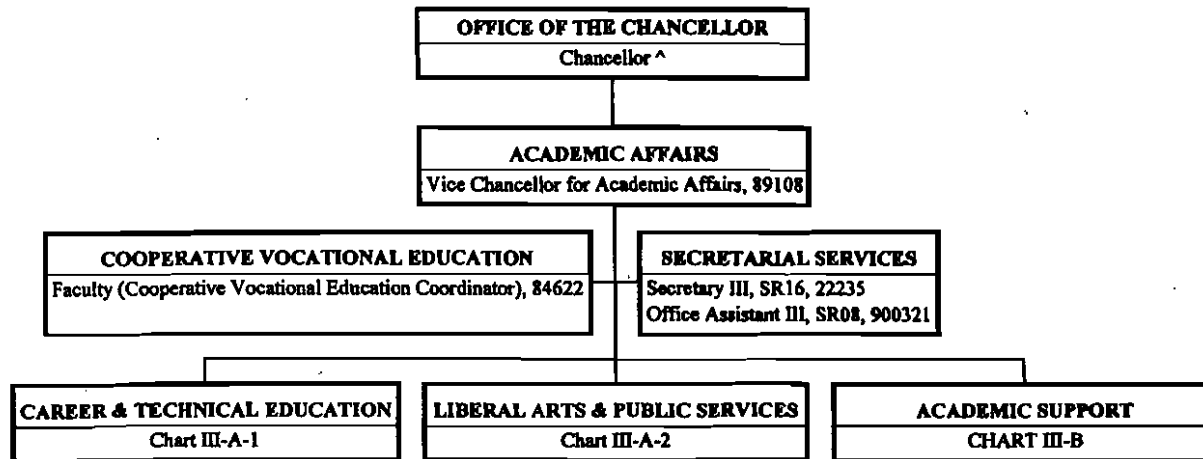 OFFICE OF THE CHANCELLOR
Chancellor ^
ACADEMIC AFFAIRS
Vice Chancellor for Academic Affairs, 89108
COOPERATIVE VOCATIONAL EDUCATION
Faculty (Cooperative Vocational Education Coordinator), 84622
SECRETARIAL SERVICES
Secretary III, SR16, 22235
Office Assistant III, SR08, 900321
CAREER & TECHNICAL EDUCATION
Chart III-A-1
LIBERAL ARTS & PUBLIC SERVICES
Chart III-A-2
ACADEMIC SUPPORT
CHART III-B